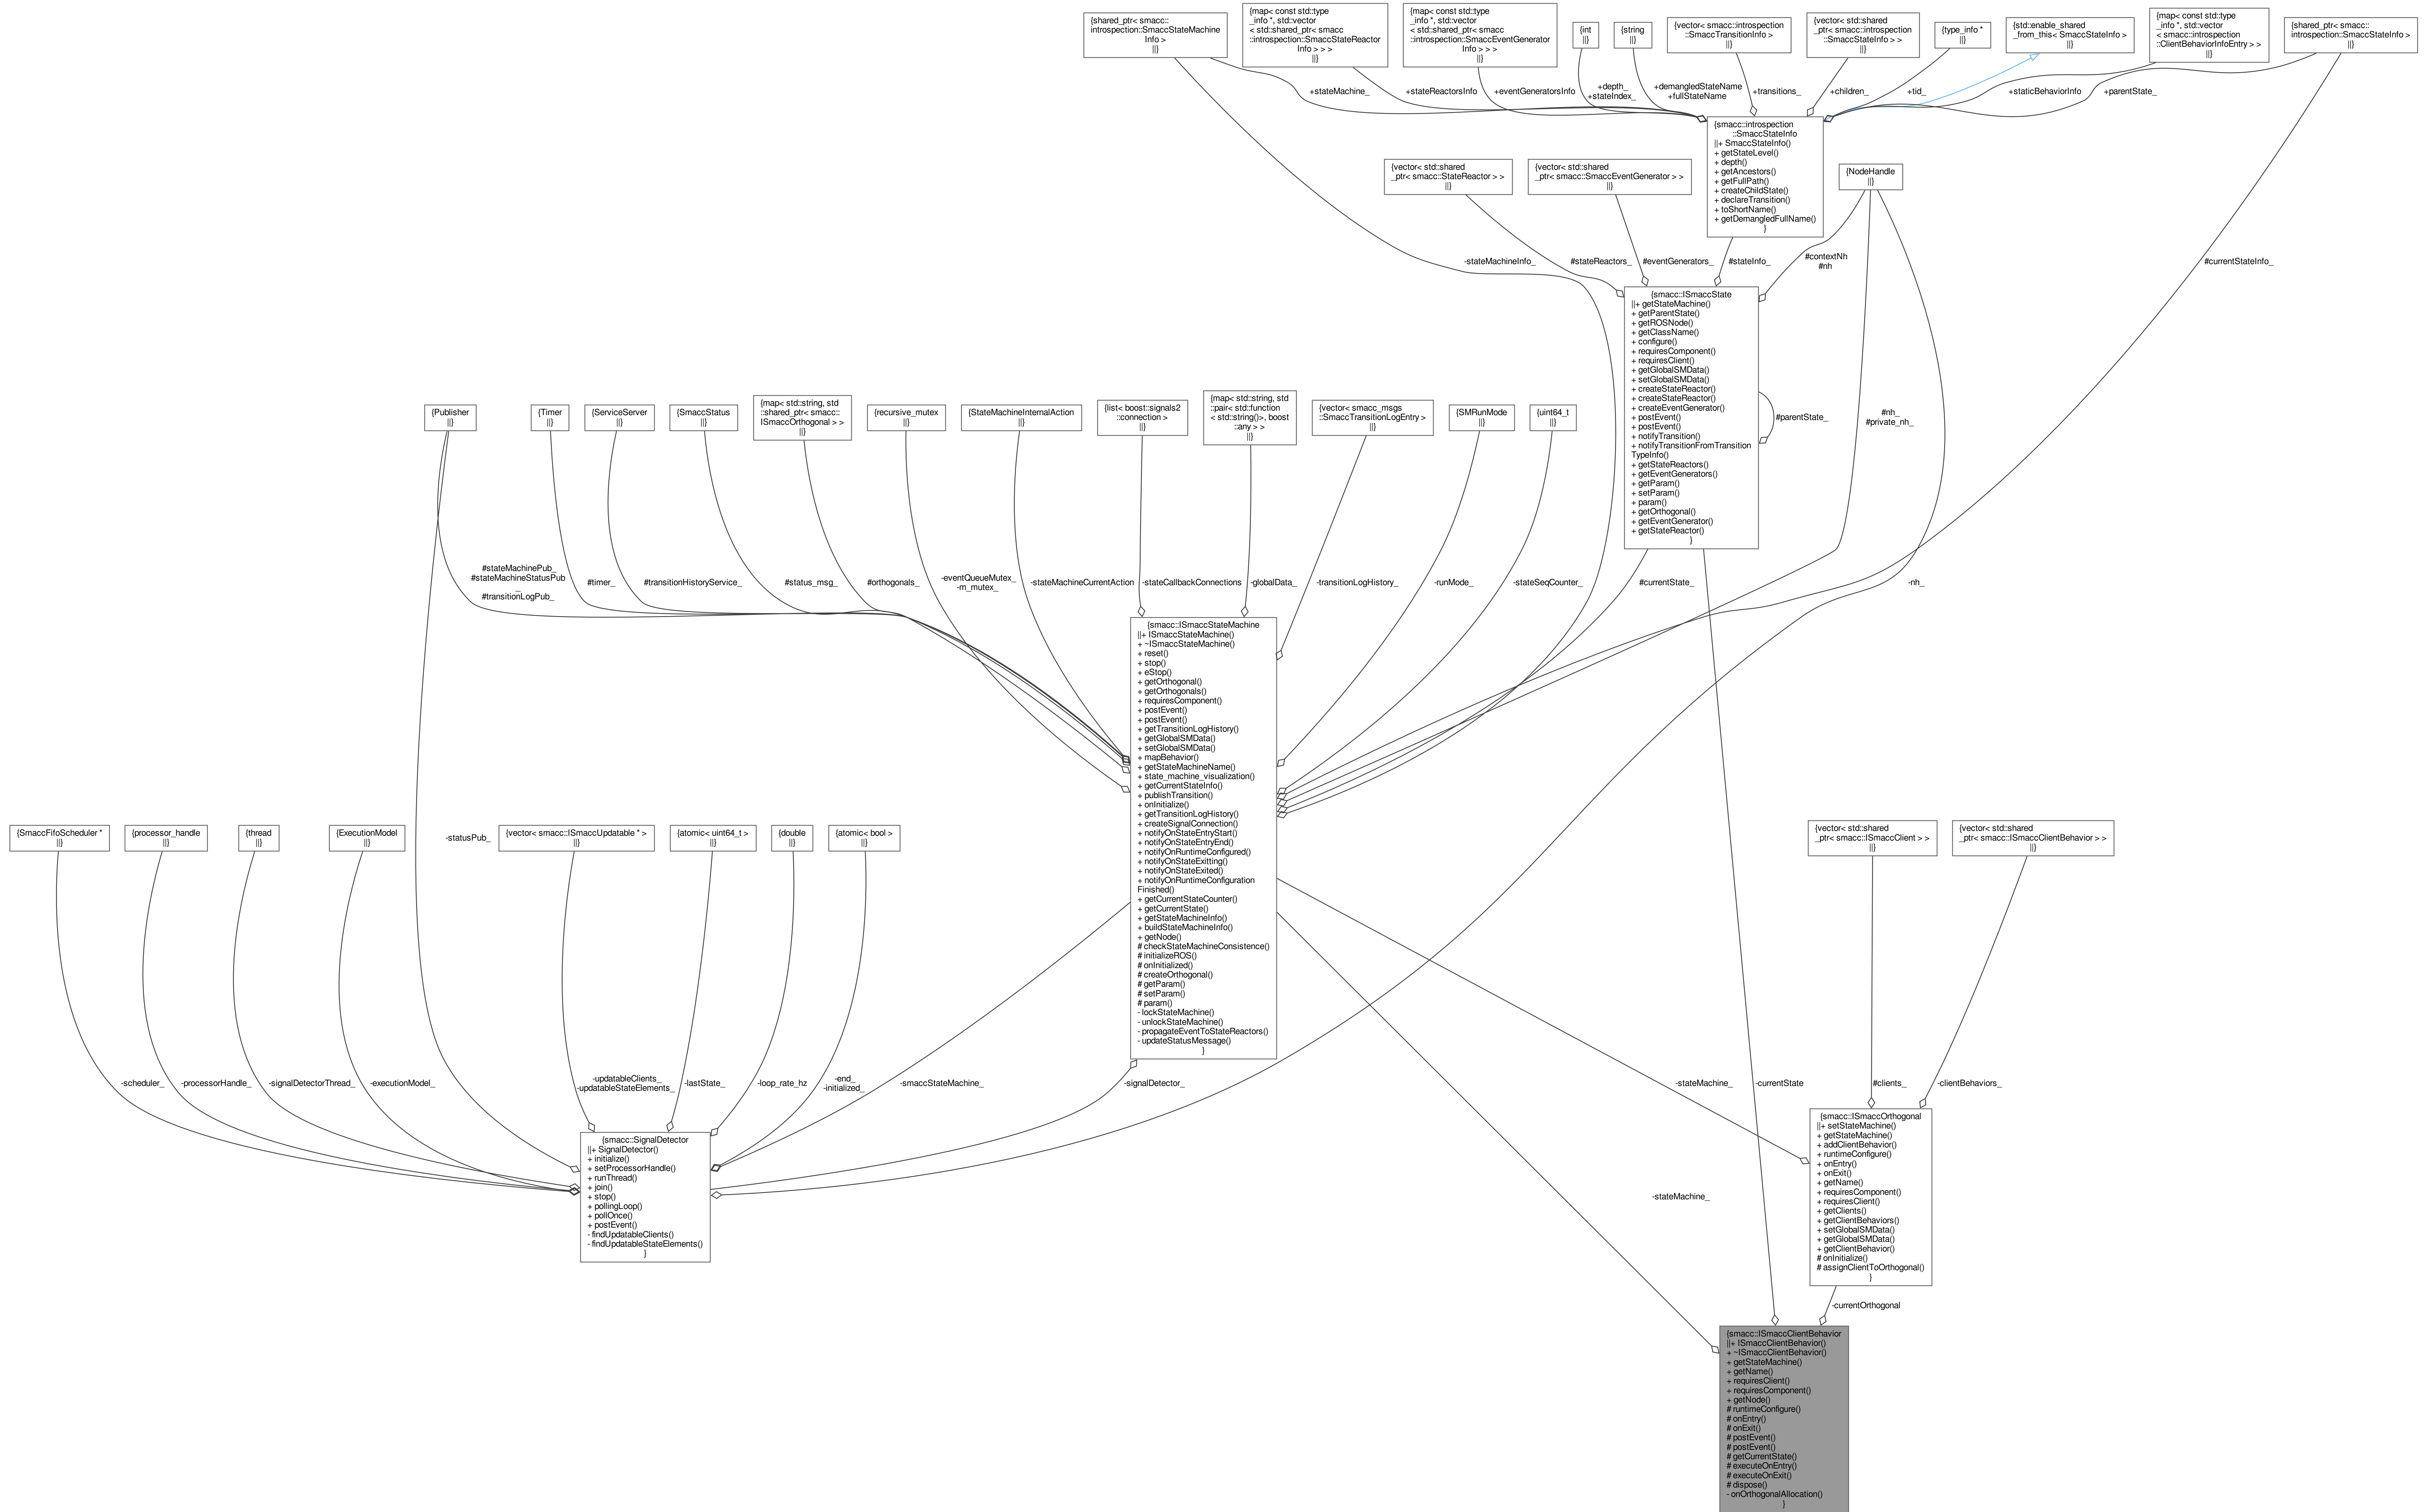 {shared_ptr< smacc::
introspection::SmaccStateMachine
Info >
||}
{map< const std::type
_info *, std::vector
< std::shared_ptr< smacc
::introspection::SmaccStateReactor
Info > > >
||}
{map< const std::type
_info *, std::vector
< std::shared_ptr< smacc
::introspection::SmaccEventGenerator
Info > > >
||}
{int
||}
{string
||}
{vector< smacc::introspection
::SmaccTransitionInfo >
||}
{vector< std::shared
_ptr< smacc::introspection
::SmaccStateInfo > >
||}
{type_info *
||}
{std::enable_shared
_from_this< SmaccStateInfo >
||}
{map< const std::type
_info *, std::vector
< smacc::introspection
::ClientBehaviorInfoEntry > >
||}
{shared_ptr< smacc::
introspection::SmaccStateInfo >
||}
+stateMachine_
+stateReactorsInfo
+eventGeneratorsInfo
+depth_
+stateIndex_
+demangledStateName
+fullStateName
+transitions_
+children_
+tid_
+staticBehaviorInfo
+parentState_
{smacc::introspection
::SmaccStateInfo
||+ SmaccStateInfo()
+ getStateLevel()
+ depth()
+ getAncestors()
+ getFullPath()
+ createChildState()
+ declareTransition()
+ toShortName()
+ getDemangledFullName()
}
{vector< std::shared
_ptr< smacc::StateReactor > >
||}
{vector< std::shared
_ptr< smacc::SmaccEventGenerator > >
||}
{NodeHandle
||}
-stateMachineInfo_
#stateReactors_
#eventGenerators_
#stateInfo_
#contextNh
#nh
#currentStateInfo_
{smacc::ISmaccState
||+ getStateMachine()
+ getParentState()
+ getROSNode()
+ getClassName()
+ configure()
+ requiresComponent()
+ requiresClient()
+ getGlobalSMData()
+ setGlobalSMData()
+ createStateReactor()
+ createStateReactor()
+ createEventGenerator()
+ postEvent()
+ postEvent()
+ notifyTransition()
+ notifyTransitionFromTransition
TypeInfo()
+ getStateReactors()
+ getEventGenerators()
+ getParam()
+ setParam()
+ param()
+ getOrthogonal()
+ getEventGenerator()
+ getStateReactor()
}
#parentState_
#nh_
#private_nh_
{Publisher
||}
{Timer
||}
{ServiceServer
||}
{SmaccStatus
||}
{map< std::string, std
::shared_ptr< smacc::
ISmaccOrthogonal > >
||}
{recursive_mutex
||}
{StateMachineInternalAction
||}
{list< boost::signals2
::connection >
||}
{map< std::string, std
::pair< std::function
< std::string()>, boost
::any > >
||}
{vector< smacc_msgs
::SmaccTransitionLogEntry >
||}
{SMRunMode
||}
{uint64_t
||}
#stateMachinePub_
#stateMachineStatusPub
_
#transitionLogPub_
#timer_
#transitionHistoryService_
#status_msg_
#orthogonals_
-eventQueueMutex_
-m_mutex_
-stateMachineCurrentAction
-stateCallbackConnections
-globalData_
-transitionLogHistory_
-runMode_
-stateSeqCounter_
#currentState_
-nh_
{smacc::ISmaccStateMachine
||+ ISmaccStateMachine()
+ ~ISmaccStateMachine()
+ reset()
+ stop()
+ eStop()
+ getOrthogonal()
+ getOrthogonals()
+ requiresComponent()
+ postEvent()
+ postEvent()
+ getTransitionLogHistory()
+ getGlobalSMData()
+ setGlobalSMData()
+ mapBehavior()
+ getStateMachineName()
+ state_machine_visualization()
+ getCurrentStateInfo()
+ publishTransition()
+ onInitialize()
+ getTransitionLogHistory()
+ createSignalConnection()
+ notifyOnStateEntryStart()
+ notifyOnStateEntryEnd()
+ notifyOnRuntimeConfigured()
+ notifyOnStateExitting()
+ notifyOnStateExited()
+ notifyOnRuntimeConfiguration
Finished()
+ getCurrentStateCounter()
+ getCurrentState()
+ getStateMachineInfo()
+ buildStateMachineInfo()
+ getNode()
# checkStateMachineConsistence()
# initializeROS()
# onInitialized()
# createOrthogonal()
# getParam()
# setParam()
# param()
- lockStateMachine()
- unlockStateMachine()
- propagateEventToStateReactors()
- updateStatusMessage()
}
{SmaccFifoScheduler *
||}
{processor_handle
||}
{thread
||}
{ExecutionModel
||}
-statusPub_
{vector< smacc::ISmaccUpdatable * >
||}
{atomic< uint64_t >
||}
{double
||}
{atomic< bool >
||}
{vector< std::shared
_ptr< smacc::ISmaccClient > >
||}
{vector< std::shared
_ptr< smacc::ISmaccClientBehavior > >
||}
-scheduler_
-processorHandle_
-signalDetectorThread_
-executionModel_
-updatableClients_
-updatableStateElements_
-lastState_
-loop_rate_hz
-end_
-initialized_
-smaccStateMachine_
-signalDetector_
-stateMachine_
-currentState
#clients_
-clientBehaviors_
{smacc::SignalDetector
||+ SignalDetector()
+ initialize()
+ setProcessorHandle()
+ runThread()
+ join()
+ stop()
+ pollingLoop()
+ pollOnce()
+ postEvent()
- findUpdatableClients()
- findUpdatableStateElements()
}
{smacc::ISmaccOrthogonal
||+ setStateMachine()
+ getStateMachine()
+ addClientBehavior()
+ runtimeConfigure()
+ onEntry()
+ onExit()
+ getName()
+ requiresComponent()
+ requiresClient()
+ getClients()
+ getClientBehaviors()
+ setGlobalSMData()
+ getGlobalSMData()
+ getClientBehavior()
# onInitialize()
# assignClientToOrthogonal()
}
-stateMachine_
-currentOrthogonal
{smacc::ISmaccClientBehavior
||+ ISmaccClientBehavior()
+ ~ISmaccClientBehavior()
+ getStateMachine()
+ getName()
+ requiresClient()
+ requiresComponent()
+ getNode()
# runtimeConfigure()
# onEntry()
# onExit()
# postEvent()
# postEvent()
# getCurrentState()
# executeOnEntry()
# executeOnExit()
# dispose()
- onOrthogonalAllocation()
}